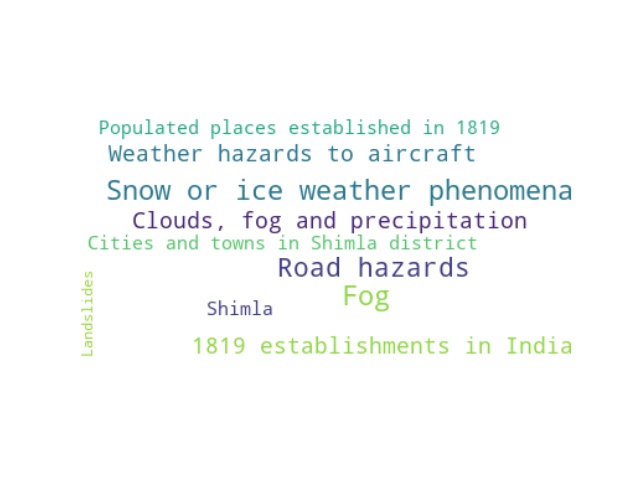 Populated places established in 1819
Weather hazards to aircraft
Snow or ice weather phenomena
Clouds, fog and precipitation
Cities and towns in Shimla district
Road hazards
Landslides
Fog
Shimla
1819 establishments in India